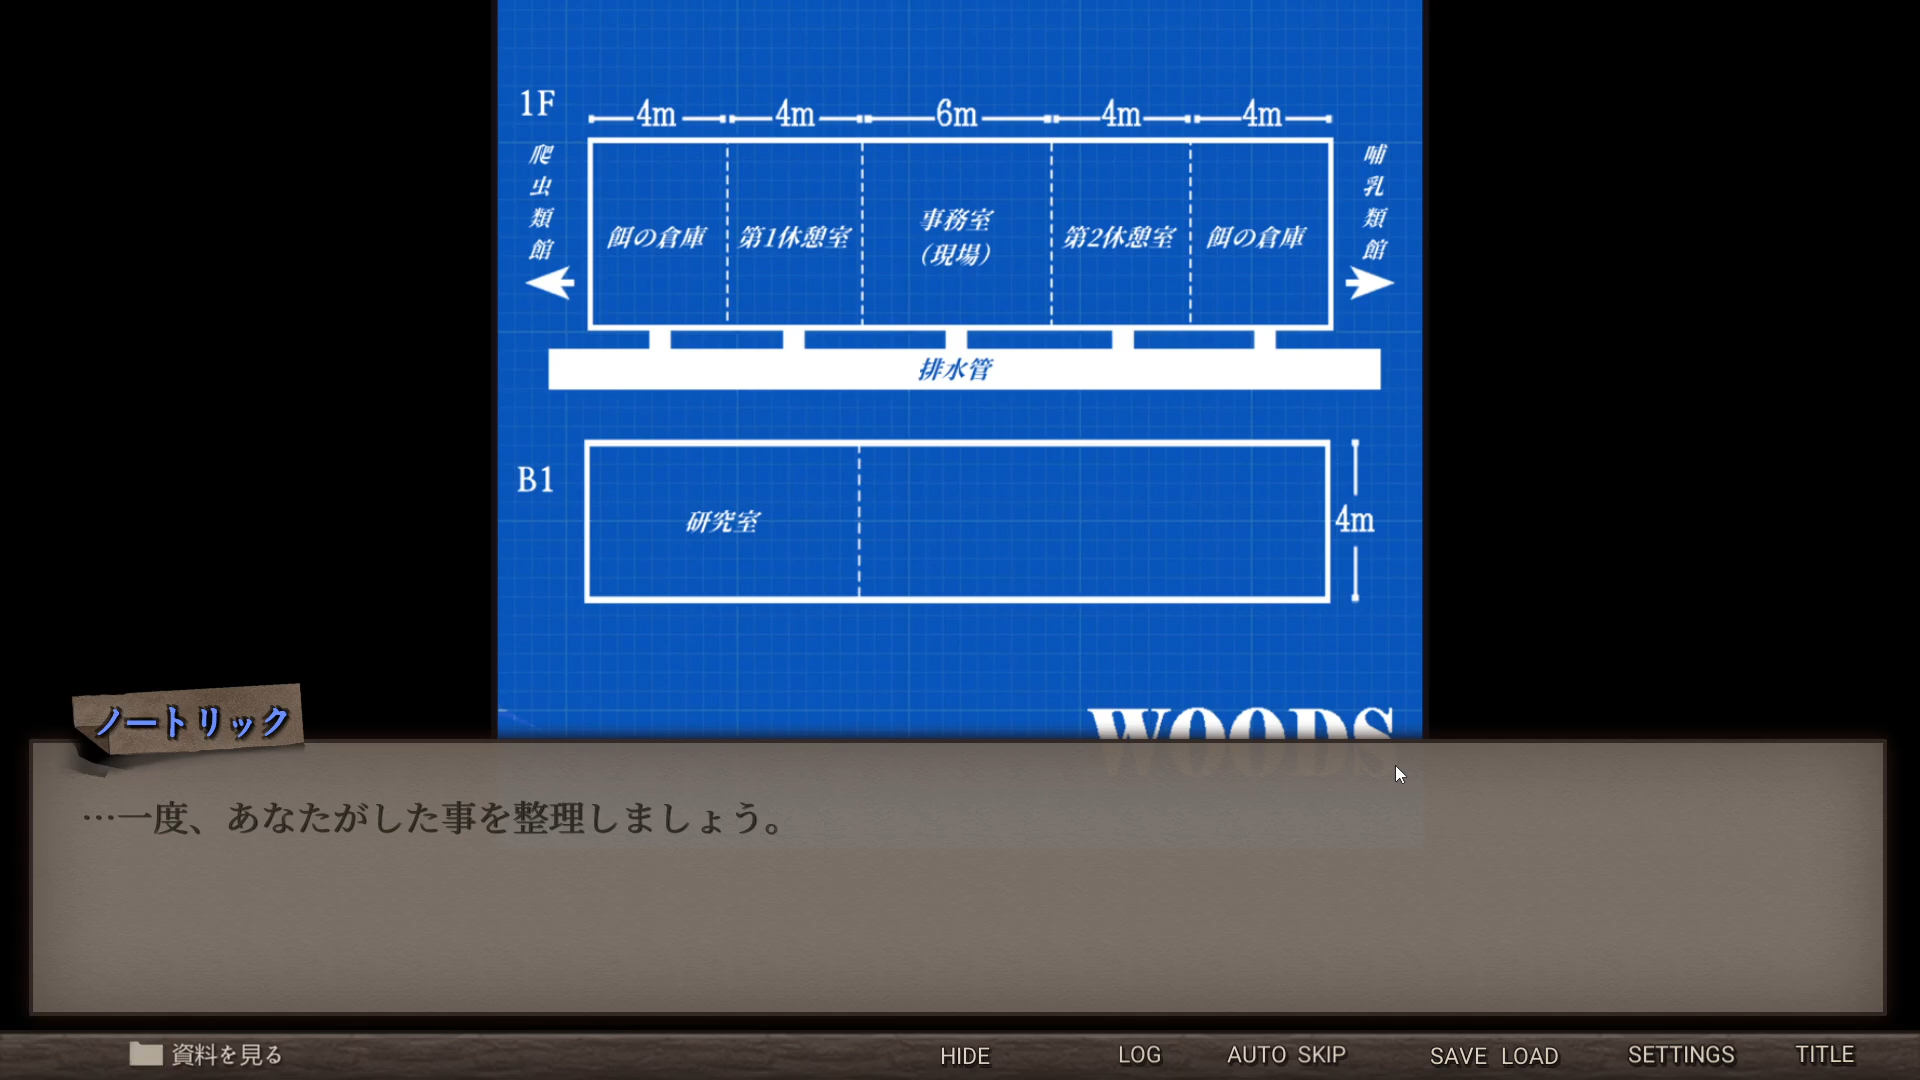 1F
4m 4m 6m 4m 4m
爬虫類館
哺乳類館
餌の倉庫
第1休憩室
事務室
(現場)
第2休憩室
餌の倉庫
排水管
B1
研究室
4m
WOODS
ノートリック
…一度、あなたがした事を整理しましょう。
資料を見る
HIDE
LOG
AUTO SKIP
SAVE LOAD
SETTINGS
TITLE